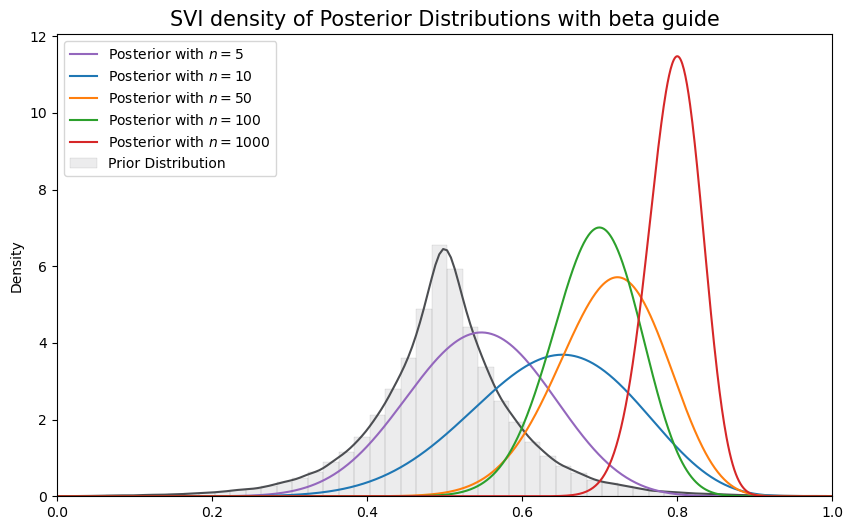 SVI density of Posterior Distributions with beta guide
12
10
8
6
4
2
0
Density
Posterior with n = 5
Posterior with n = 10
Posterior with n = 50
Posterior with n = 100
Posterior with n = 1000
Prior Distribution
0.0 0.2 0.4 0.6 0.8 1.0